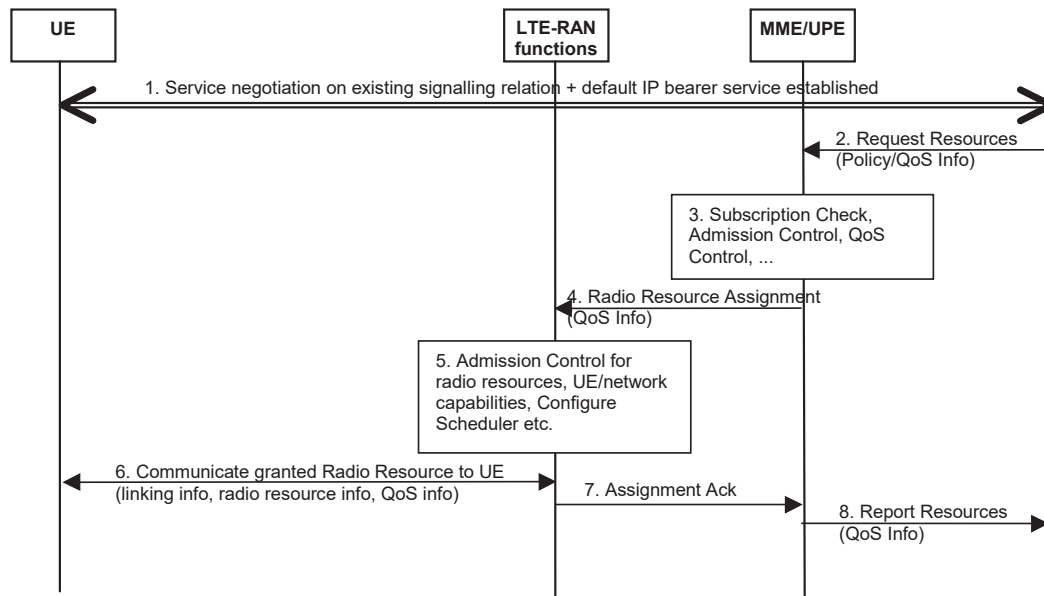 UE
LTE-RAN
functions
MME/UPE
1. Service negotiation on existing signalling relation + default IP bearer service established
2. Request Resources
(Policy/QoS Info)
3. Subscription Check,
Admission Control, QoS
Control, ...
4. Radio Resource Assignment
(QoS Info)
5. Admission Control for
radio resources, UE/network
capabilities, Configure
Scheduler etc.
6. Communicate granted Radio Resource to UE
(linking info, radio resource info, QoS info)
7. Assignment Ack
8. Report Resources
(QoS Info)